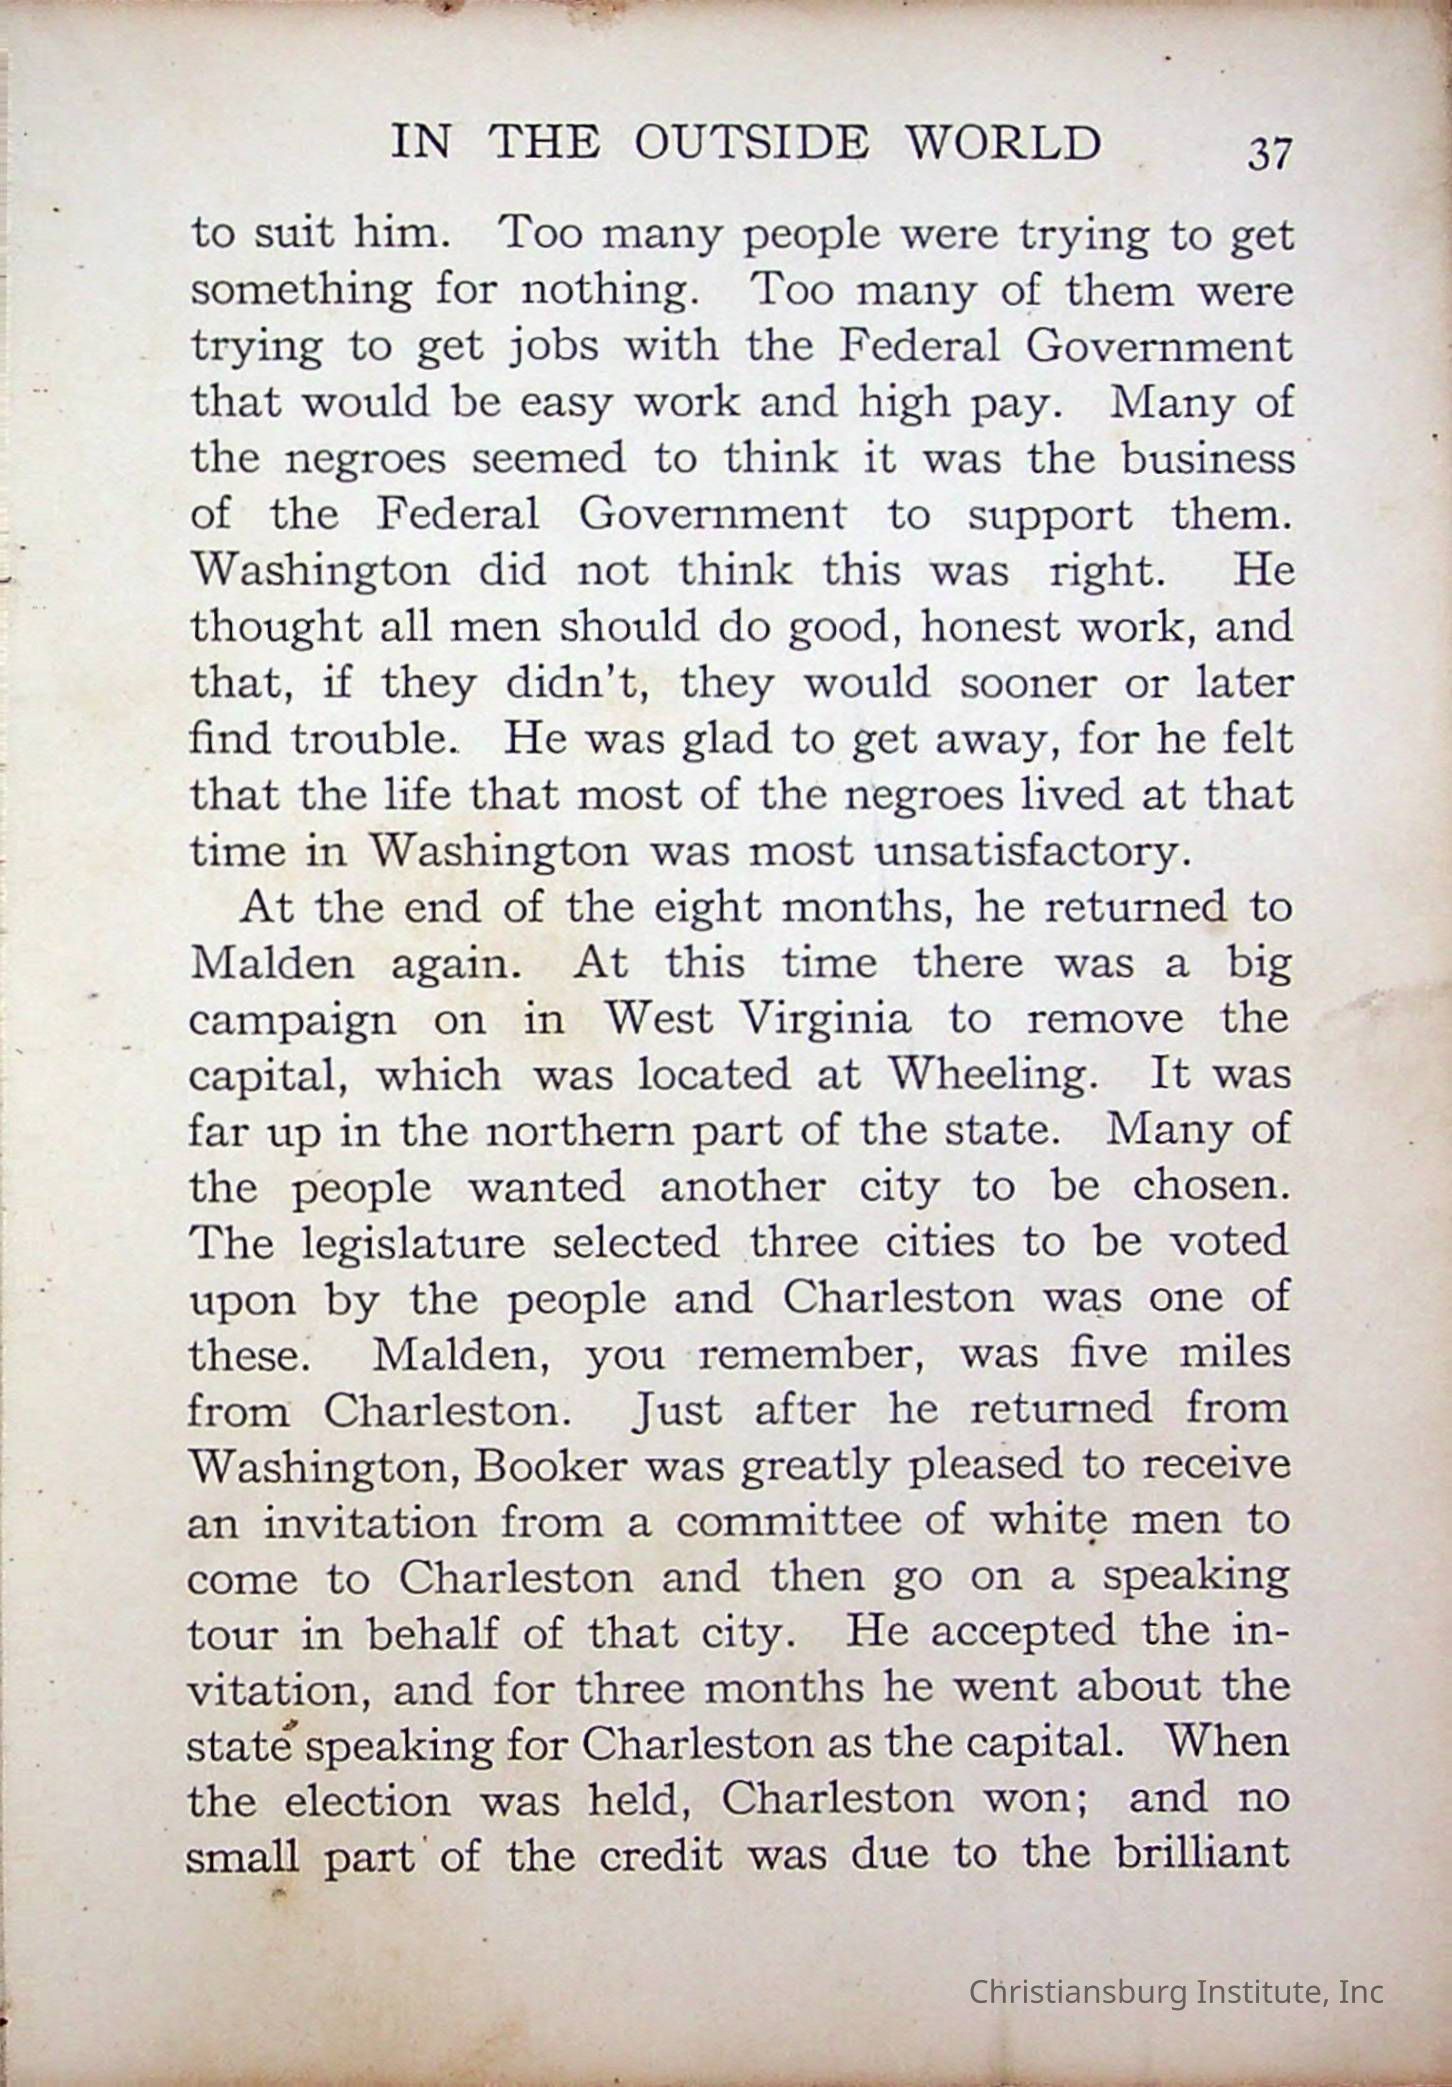 IN THE OUTSIDE WORLD 37
to suit him. Too many people were trying to get
something for nothing. Too many of them were
trying to get jobs with the Federal Government
that would be easy work and high pay. Many of
the negroes seemed to think it was the business
of the Federal Government to support them.
Washington did not think this was right. He
thought all men should do good, honest work, and
that, if they didn't, they would sooner or later
find trouble. He was glad to get away, for he felt
that the life that most of the negroes lived at that
time in Washington was most unsatisfactory.
At the end of the eight months, he returned to
Malden again. At this time there was a big
campaign on in West Virginia to remove the
capital, which was located at Wheeling. It was
far up in the northern part of the state. Many of
the people wanted another city to be chosen.
The legislature selected three cities to be voted
upon by the people and Charleston was one of
these. Malden, you remember, was five miles
from Charleston. Just after he returned from
Washington, Booker was greatly pleased to receive
an invitation from a committee of white men to
come to Charleston and then go on a speaking
tour in behalf of that city. He accepted the in-
vitation, and for three months he went about the
state speaking for Charleston as the capital. When
the election was held, Charleston won; and no
small part of the credit was due to the brilliant
Christiansburg Institute, Inc